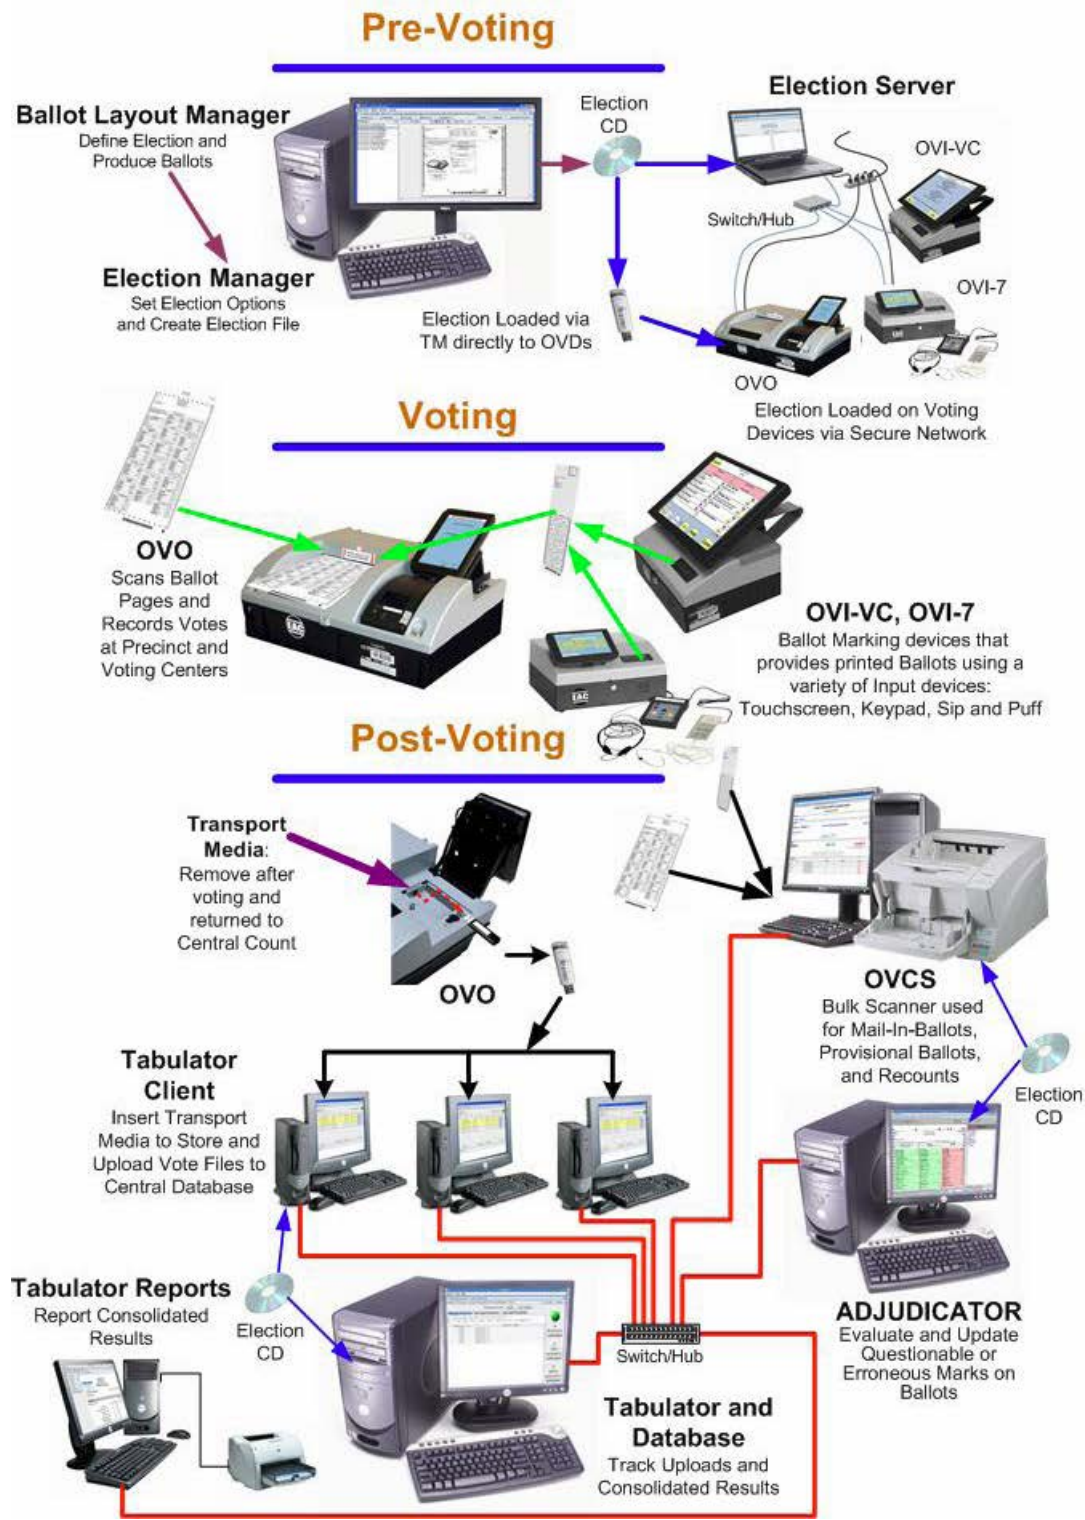 Pre-Voting
Ballot Layout Manager
Define Election and
Produce Ballots
Election
CD
Election Server
OVI-VC
Switch/Hub
Election Manager
Set Election Options
and Create Election File
Election Loaded via
TM directly to OVDs
OVI-7
OVO
Election Loaded on Voting
Devices via Secure Network
Voting
OVO
Scans Ballot
Pages and
Records Votes
at Precinct and
Voting Centers
EAC
EAC
OVI-VC, OVI-7
Ballot Marking devices that
provides printed Ballots using a
variety of Input devices:
Touchscreen, Keypad, Sip and Puff
Post-Voting
Transport
Media:
Remove after
voting and
returned to
Central Count
OVO
OVCS
Bulk Scanner used
for Mail-In-Ballots,
Provisional Ballots,
and Recounts
Election
CD
Tabulator
Client
Insert Transport
Media to Store and
Upload Vote Files to
Central Database
Tabulator Reports
Report Consolidated
Results
Election
CD
Switch/Hub
ADJUDICATOR
Evaluate and Update
Questionable or
Erroneous Marks on
Ballots
Tabulator and
Database
Track Uploads and
Consolidated Results